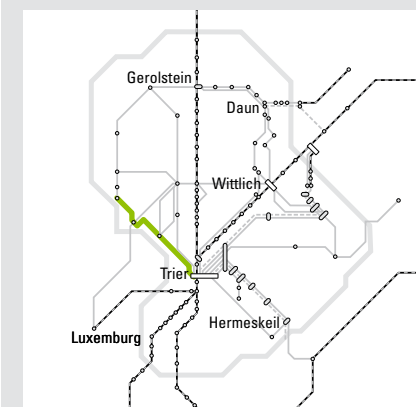 Gerolstein
Daun
Wittlich
Trier
Hermeskeil
Luxemburg